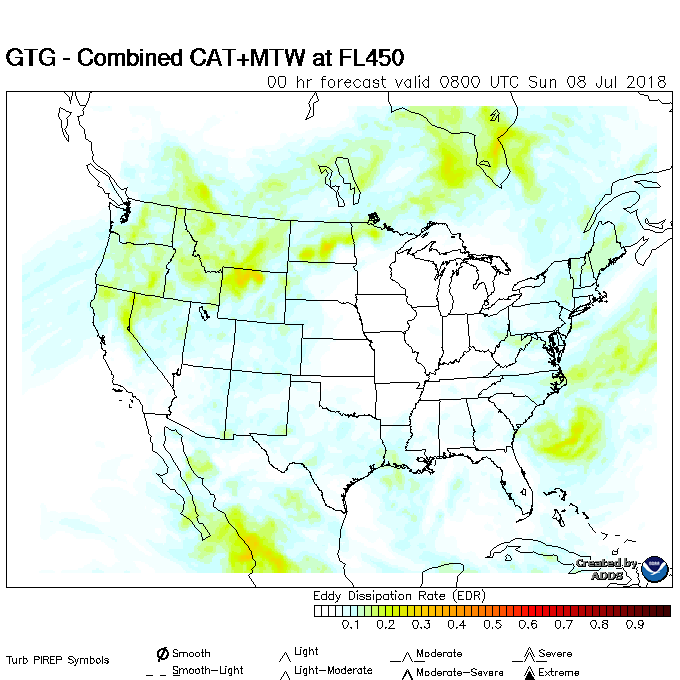 GTG - Combined CAT+MTW at FL450
00 hr forecast valid 0800 UTC Sun 08 Jul 2018
Created by
ADDS
Eddy Dissipation Rate (EDR)
0.1 0.2 0.3 0.4 0.5 0.6 0.7 0.8 0.9
Turb PIREP Symbols
Smooth Light Moderate Severe
Smooth-Light Light-Moderate Moderate-Severe Extreme